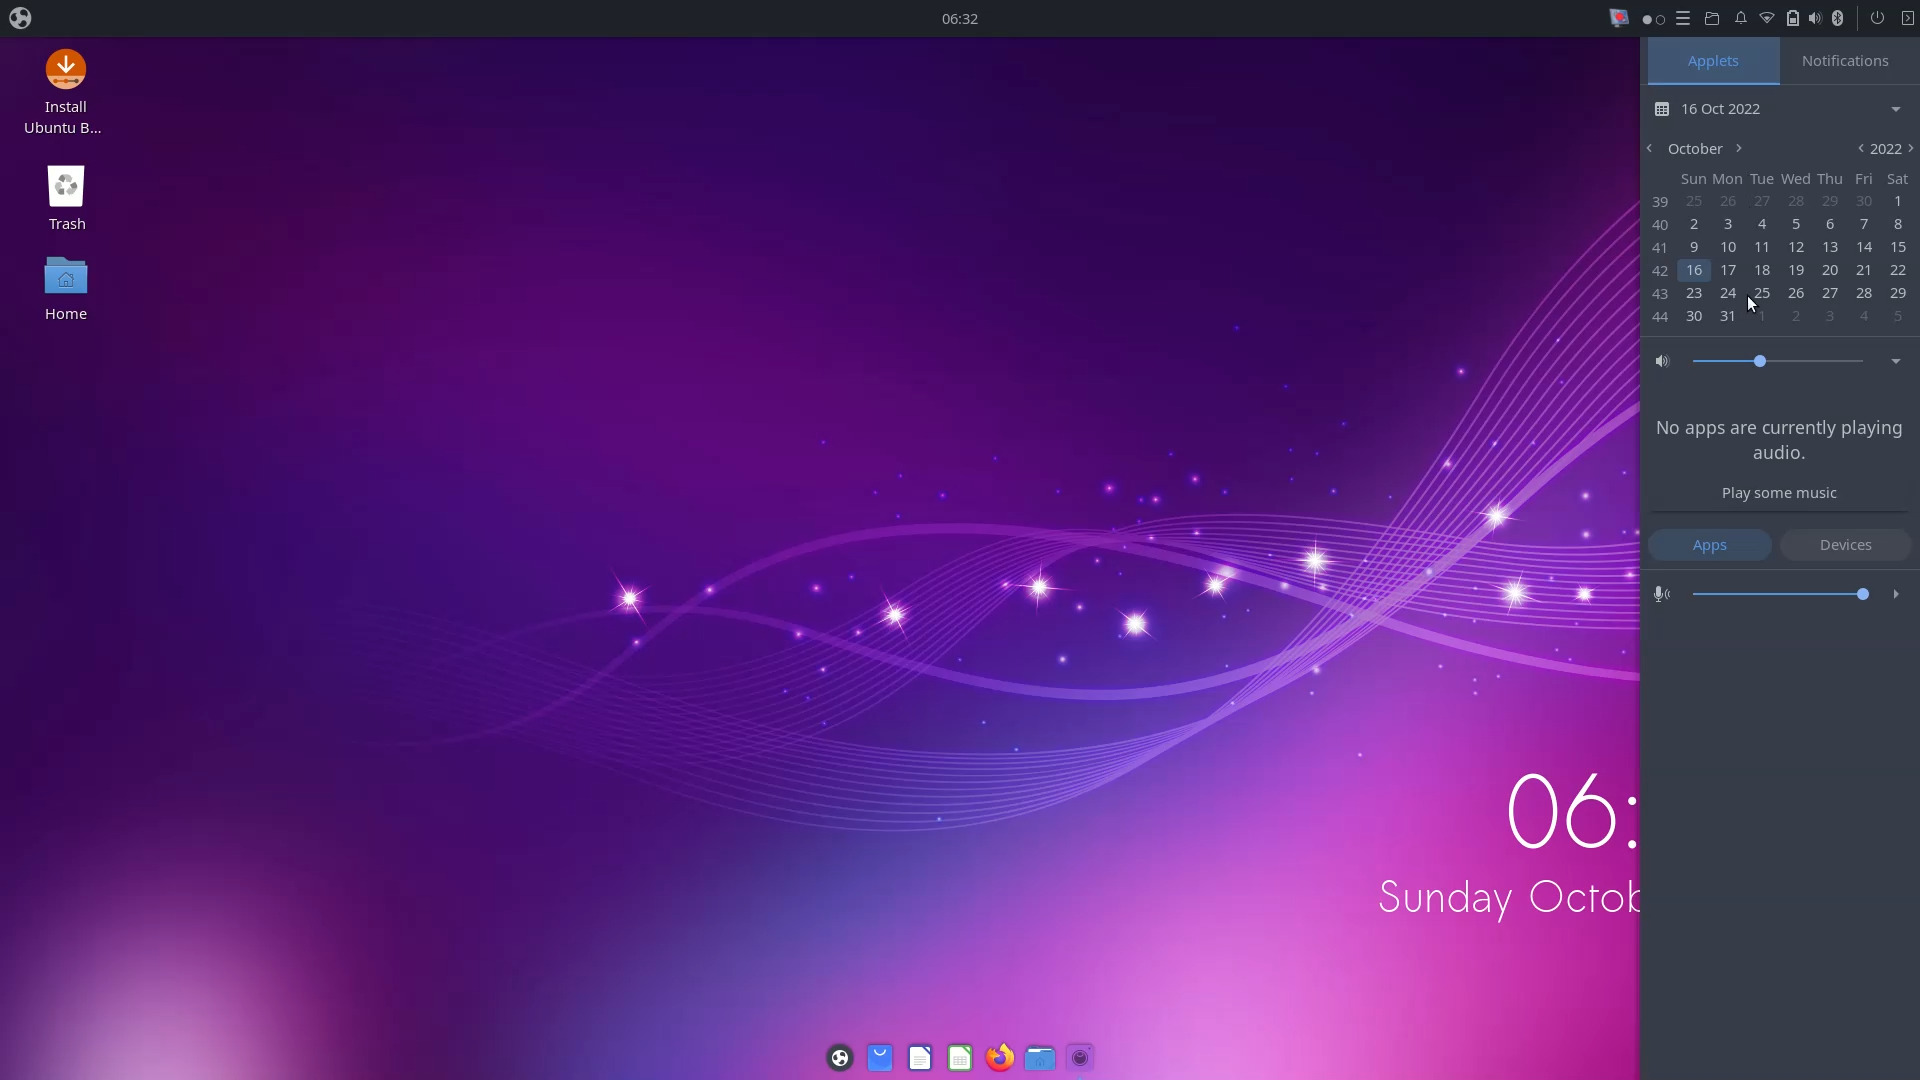 06:32
Install
Ubuntu B...
Trash
Home
Applets Notifications
16 Oct 2022
October 2022
Sun Mon Tue Wed Thu Fri Sat
39 25 26 27 28 29 30 1
40 2 3 4 5 6 7 8
41 9 10 11 12 13 14 15
42 16 17 18 19 20 21 22
43 23 24 25 26 27 28 29
44 30 31 1 2 3 4 5
No apps are currently playing
audio.
Play some music
Apps Devices
06:
Sunday Octob